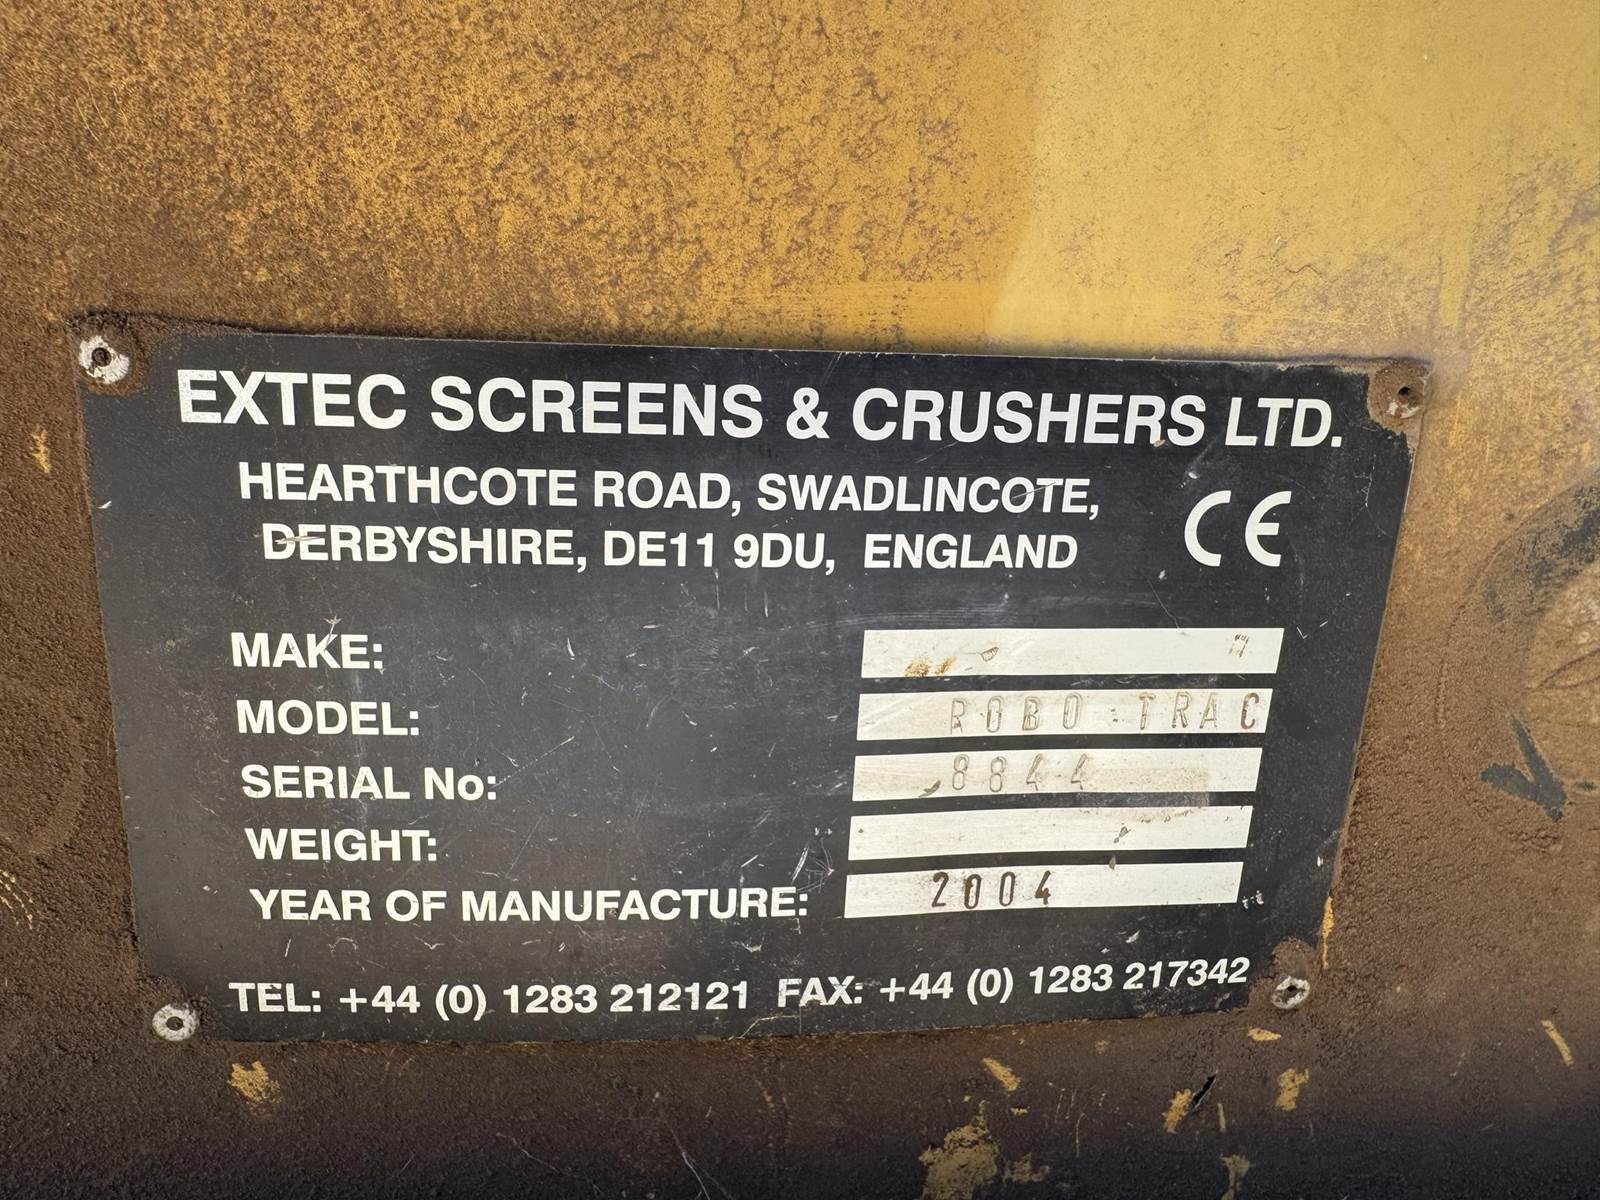 EXTEC SCREENS & CRUSHERS LTD.
HEARTHCOTE ROAD, SWADLINCOTE,
DERBYSHIRE, DE11 9DU, ENGLAND
CE
MAKE:
MODEL: ROBO TRAC
SERIAL No: 8844
WEIGHT:
YEAR OF MANUFACTURE: 2004
TEL: +44 (0) 1283 212121 FAX: +44 (0) 1283 217342